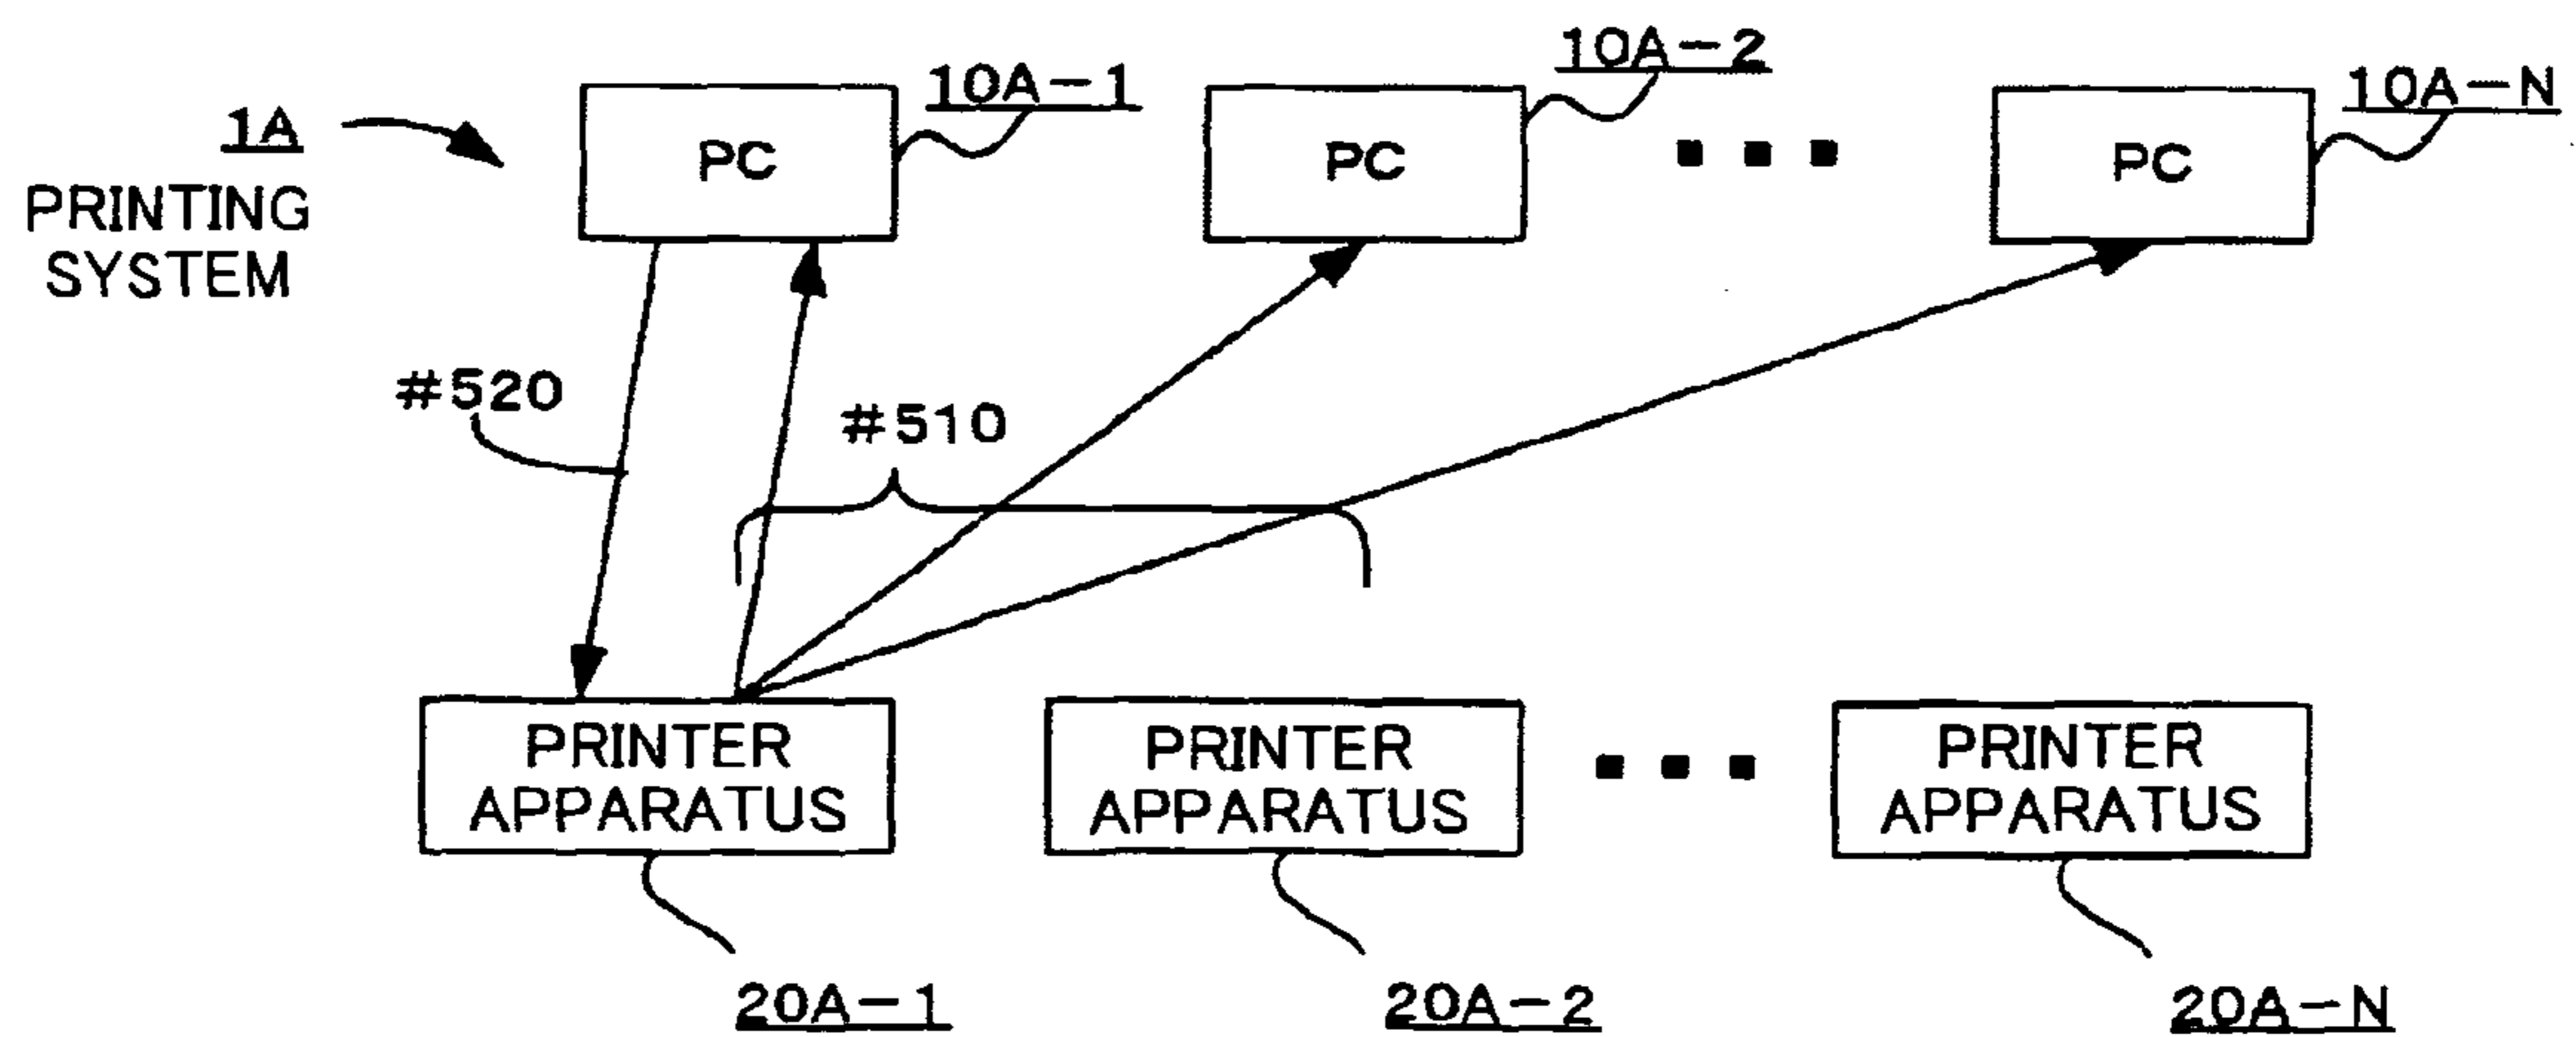 1A
PRINTING
SYSTEM
10A-1
10A-2
10A-N
PC
PC
PC
#520
#510
PRINTER
APPARATUS
PRINTER
APPARATUS
PRINTER
APPARATUS
20A-1
20A-2
20A-N